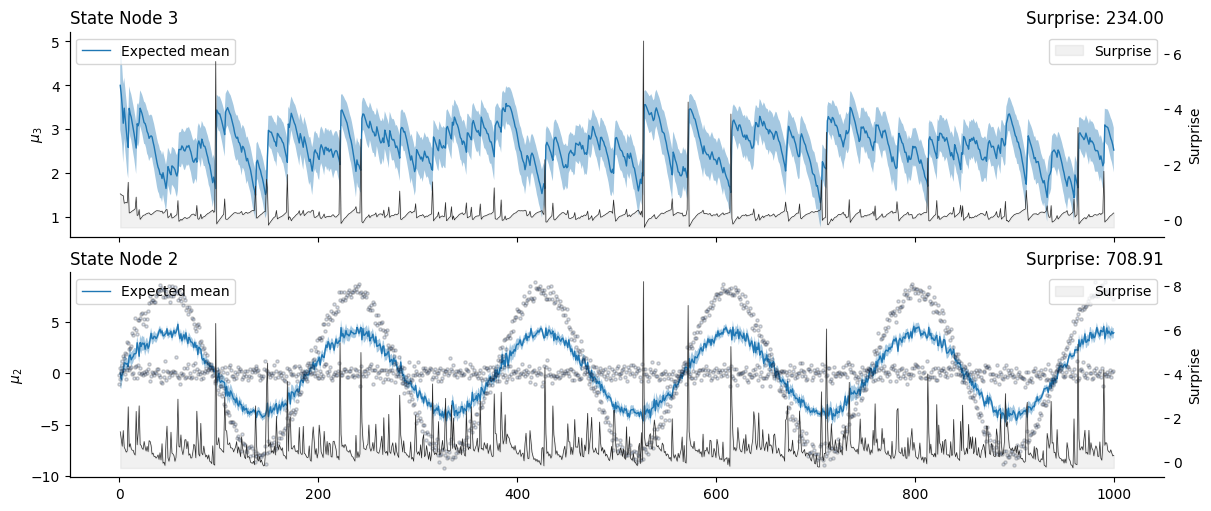 State Node 3 Surprise: 234.00
Expected mean
Surprise
5
4
3
2
1
μ3
6
4
2
0
Surprise
State Node 2 Surprise: 708.91
Expected mean
Surprise
5
0
−5
−10
μ2
8
6
4
2
0
Surprise
0 200 400 600 800 1000